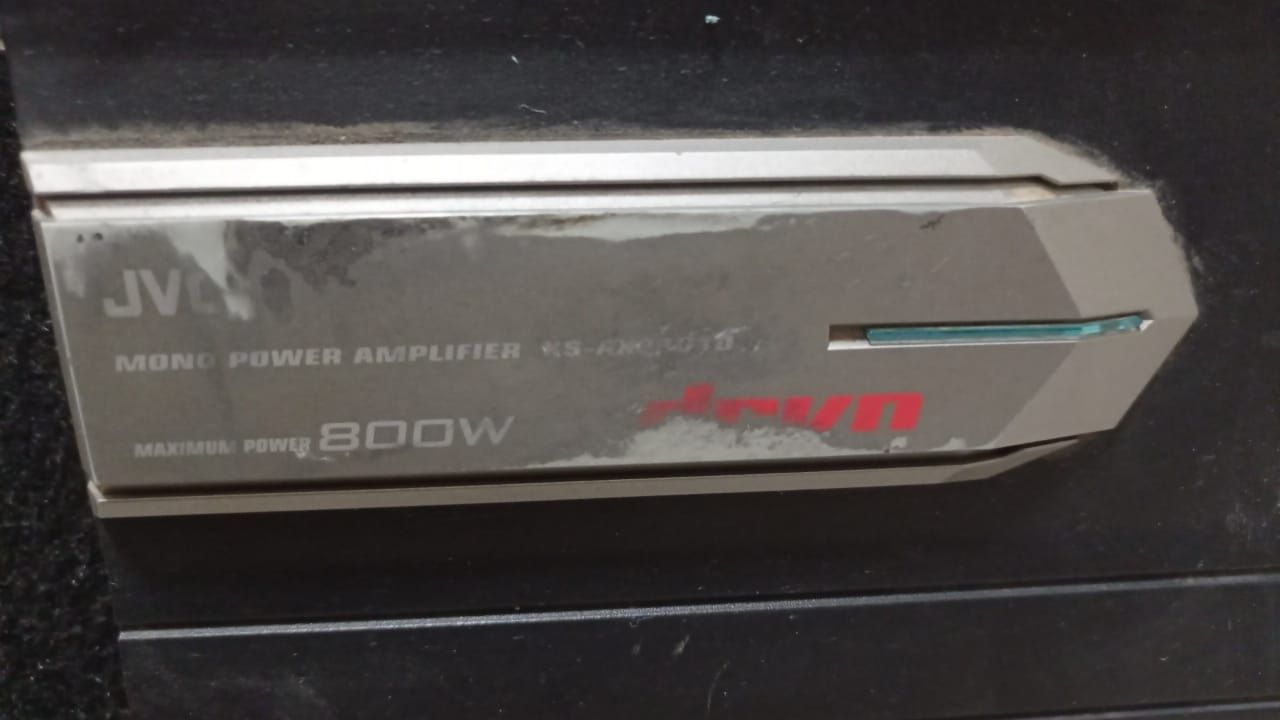 JVC
MONO POWER AMPLIFIER
drvn
MAXIMUM POWER 800W